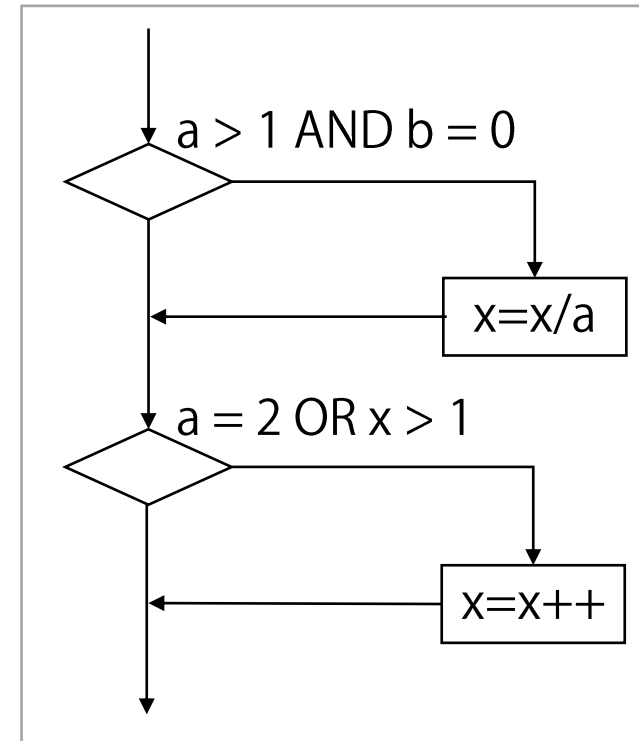 a > 1 AND b = 0
x=x/a
a = 2 OR x > 1
x=x++